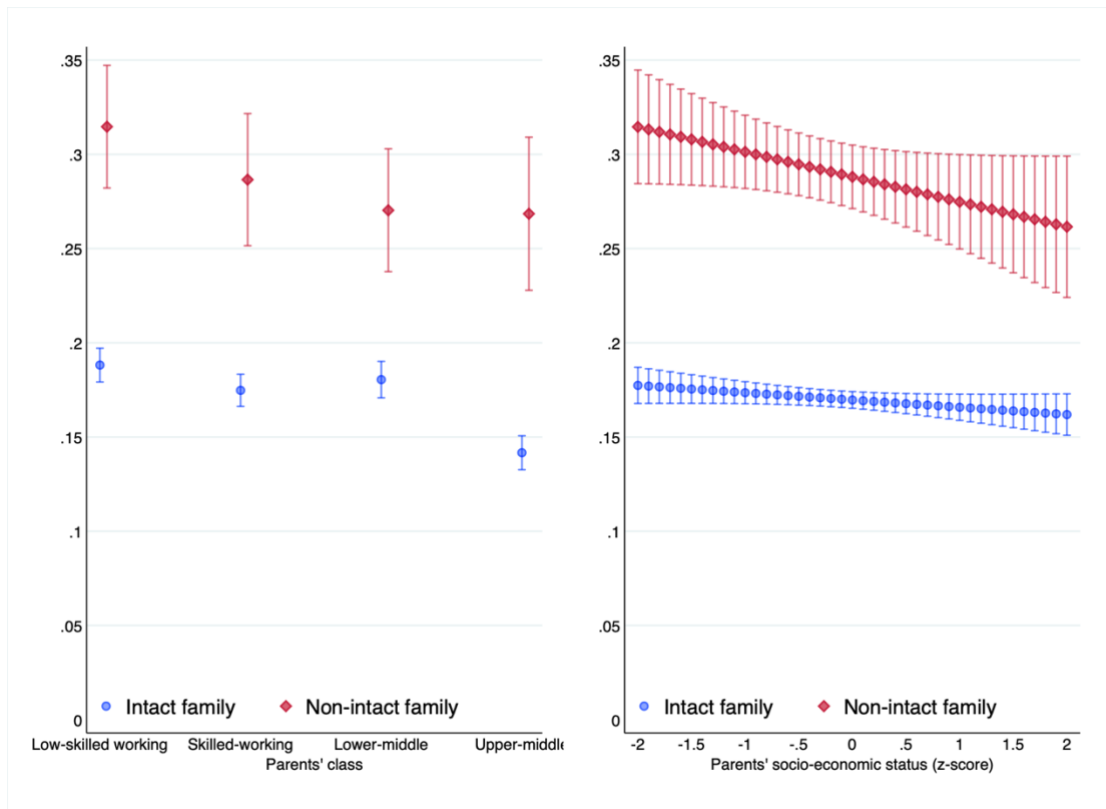 .35
.3
.25
.2
.15
.1
.05
0
Intact family
Non-intact family
Low-skilled working
Skilled-working
Lower-middle
Upper-middle
Parents' class
.35
.3
.25
.2
.15
.1
.05
0
Intact family
Non-intact family
-2
-1.5
-1
-.5
0
.5
1
1.5
2
Parents' socio-economic status (z-score)